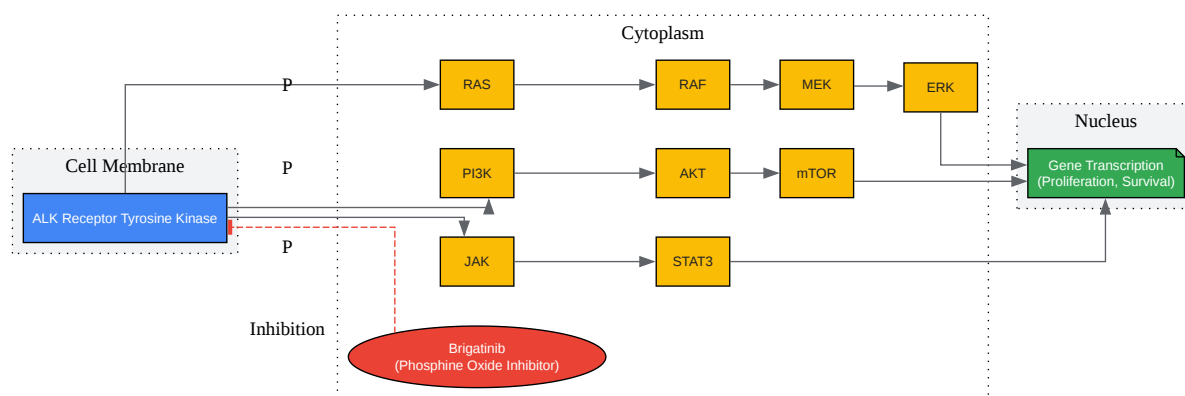 Cytoplasm
P
RAS
RAF
MEK
ERK
Nucleus
Cell Membrane
P
PI3K
AKT
mTOR
Gene Transcription
(Proliferation, Survival)
ALK Receptor Tyrosine Kinase
P
JAK
STAT3
Inhibition
Brigatinib
(Phosphine Oxide Inhibitor)